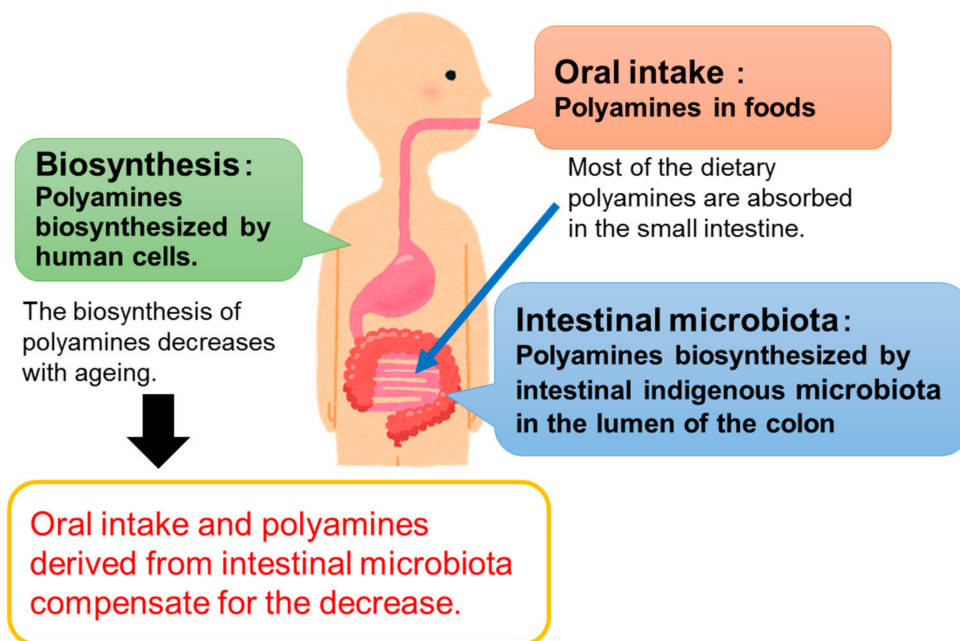 Oral intake :
Polyamines in foods
Most of the dietary
polyamines are absorbed
in the small intestine.
Biosynthesis:
Polyamines
biosynthesized by
human cells.
The biosynthesis of
polyamines decreases
with ageing.
Intestinal microbiota:
Polyamines biosynthesized by
intestinal indigenous microbiota
in the lumen of the colon
Oral intake and polyamines
derived from intestinal microbiota
compensate for the decrease.